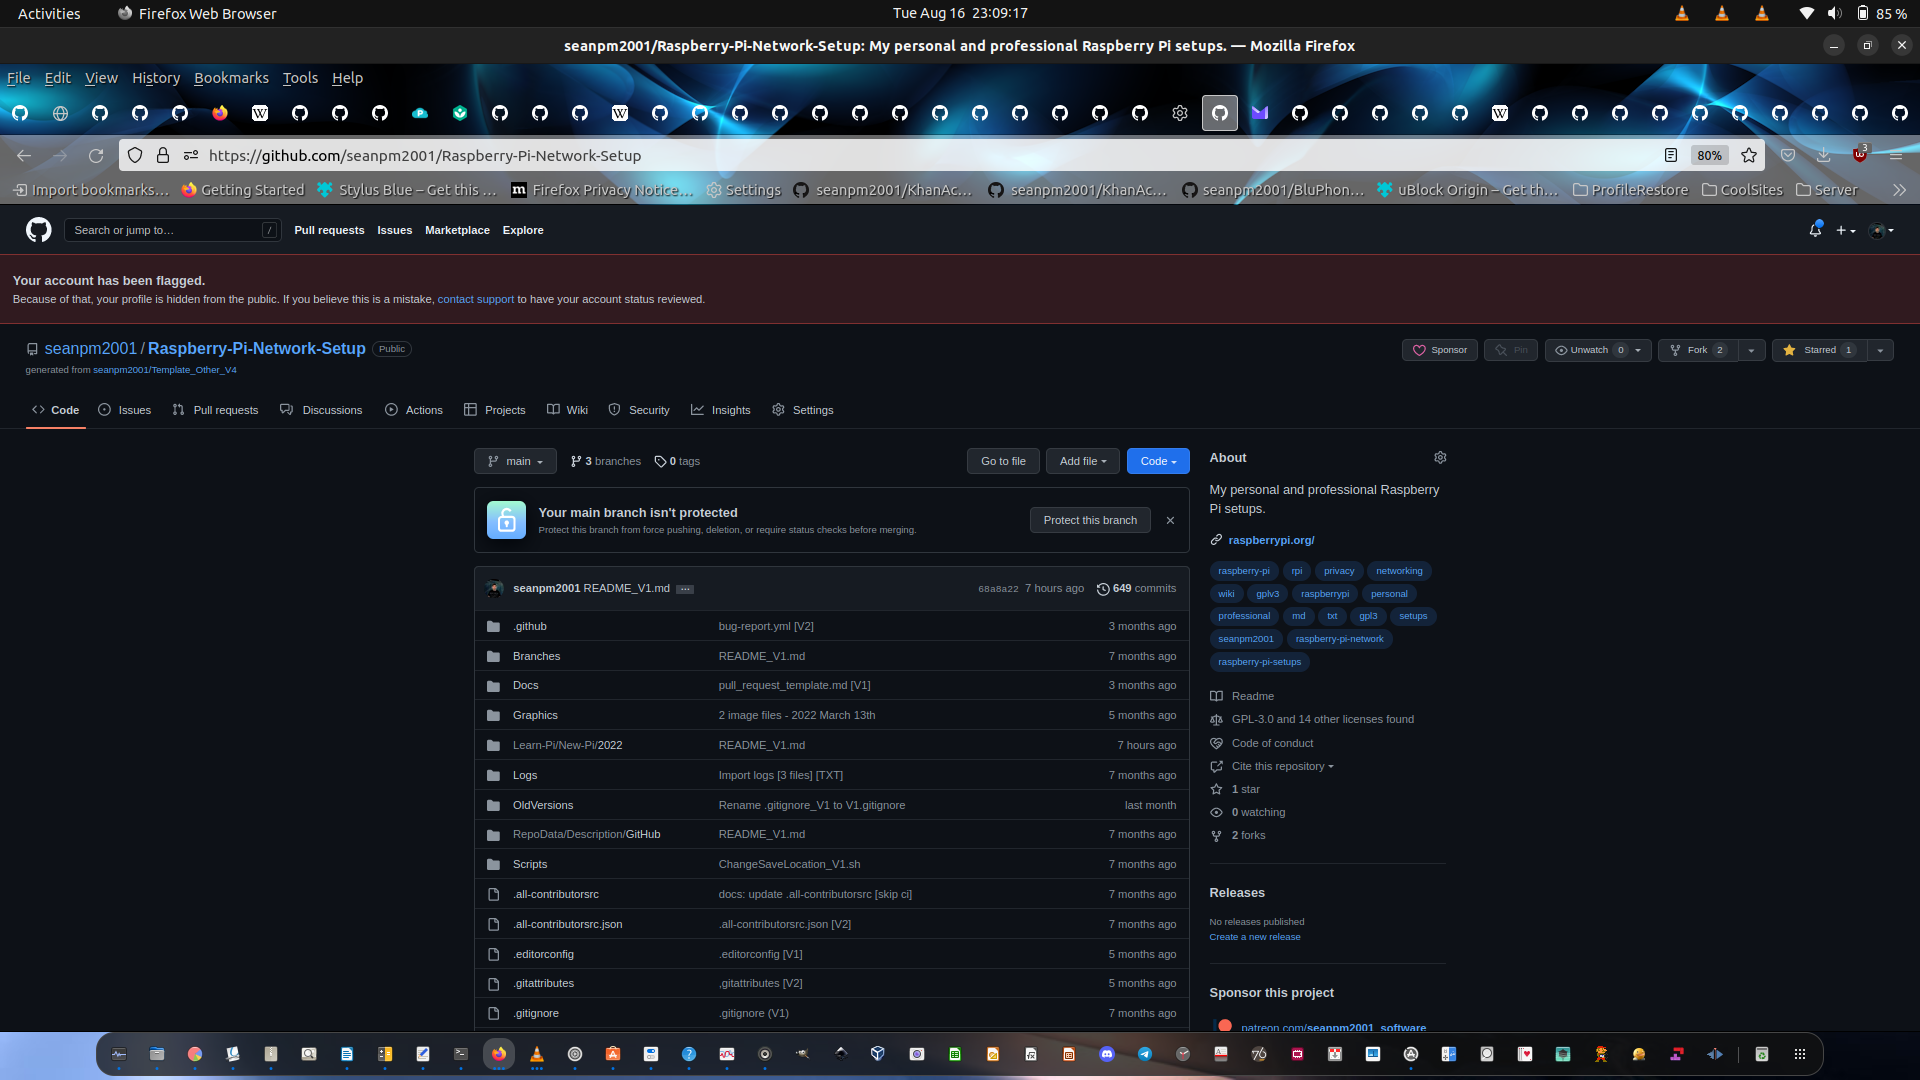 Activities
Firefox Web Browser
Tue Aug 16 23:09:17
85 %
seanpm2001/Raspberry-Pi-Network-Setup: My personal and professional Raspberry Pi setups. — Mozilla Firefox
File Edit View History Bookmarks Tools Help
https://github.com/seanpm2001/Raspberry-Pi-Network-Setup
80%
3
Import bookmarks…
Getting Started
Stylus Blue – Get this …
Firefox Privacy Notice…
Settings
seanpm2001/KhanAc…
seanpm2001/KhanAc…
seanpm2001/BluPhon…
uBlock Origin – Get th…
ProfileRestore
CoolSites
Server
Search or jump to…
/
Pull requests
Issues
Marketplace
Explore
Your account has been flagged.
Because of that, your profile is hidden from the public. If you believe this is a mistake, contact support to have your account status reviewed.
seanpm2001 / Raspberry-Pi-Network-Setup
Public
generated from seanpm2001/Template_Other_V4
Sponsor
Pin
Unwatch 0
Fork 2
Starred 1
Code
Issues
Pull requests
Discussions
Actions
Projects
Wiki
Security
Insights
Settings
main
3 branches
0 tags
Go to file
Add file
Code
Your main branch isn't protected
Protect this branch from force pushing, deletion, or require status checks before merging.
Protect this branch
seanpm2001 README_V1.md …
68a8a22 7 hours ago
649 commits
.github bug-report.yml [V2] 3 months ago
Branches README_V1.md 7 months ago
Docs pull_request_template.md [V1] 3 months ago
Graphics 2 image files - 2022 March 13th 5 months ago
Learn-Pi/New-Pi/2022 README_V1.md 7 hours ago
Logs Import logs [3 files] [TXT] 7 months ago
OldVersions Rename .gitignore_V1 to V1.gitignore last month
RepoData/Description/GitHub README_V1.md 7 months ago
Scripts ChangeSaveLocation_V1.sh 7 months ago
.all-contributorsrc docs: update .all-contributorsrc [skip ci] 7 months ago
.all-contributorsrc.json .all-contributorsrc.json [V2] 7 months ago
.editorconfig .editorconfig [V1] 5 months ago
.gitattributes .gitattributes [V2] 5 months ago
.gitignore .gitignore (V1) 7 months ago
About
My personal and professional Raspberry
Pi setups.
raspberrypi.org/
raspberry-pi rpi privacy networking
wiki gplv3 raspberrypi personal
professional md txt gpl3 setups
seanpm2001 raspberry-pi-network
raspberry-pi-setups
Readme
GPL-3.0 and 14 other licenses found
Code of conduct
Cite this repository
1 star
0 watching
2 forks
Releases
No releases published
Create a new release
Sponsor this project
patreon.com/seanpm2001_software